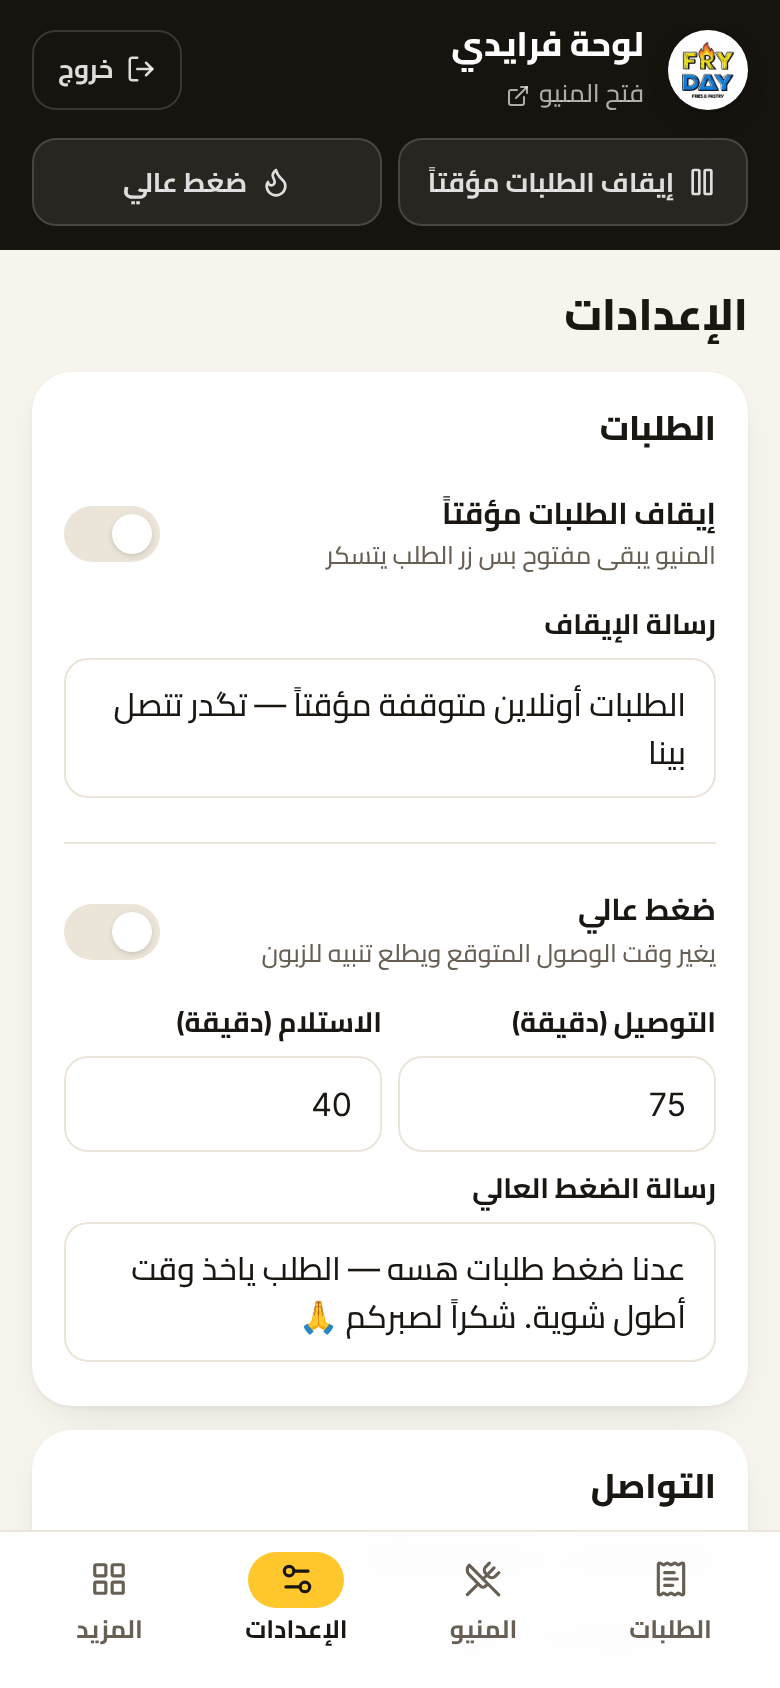 FRY
DAY
FRIES & PASTRY
لوحة فرايدي
فتح المنيو
خروج
إيقاف الطلبات مؤقتاً
ضغط عالي
الإعدادات
الطلبات
إيقاف الطلبات مؤقتاً
المنيو يبقى مفتوح بس زر الطلب يتسكر
رسالة الإيقاف
الطلبات أونلاين متوقفة مؤقتاً — تگدر تتصل
بينا
ضغط عالي
يغير وقت الوصول المتوقع ويطلع تنبيه للزبون
التوصيل (دقيقة)
الاستلام (دقيقة)
75
40
رسالة الضغط العالي
عدنا ضغط طلبات هسه — الطلب ياخذ وقت
أطول شوية. شكراً لصبركم 🙏
التواصل
الطلبات
المنيو
الإعدادات
المزيد